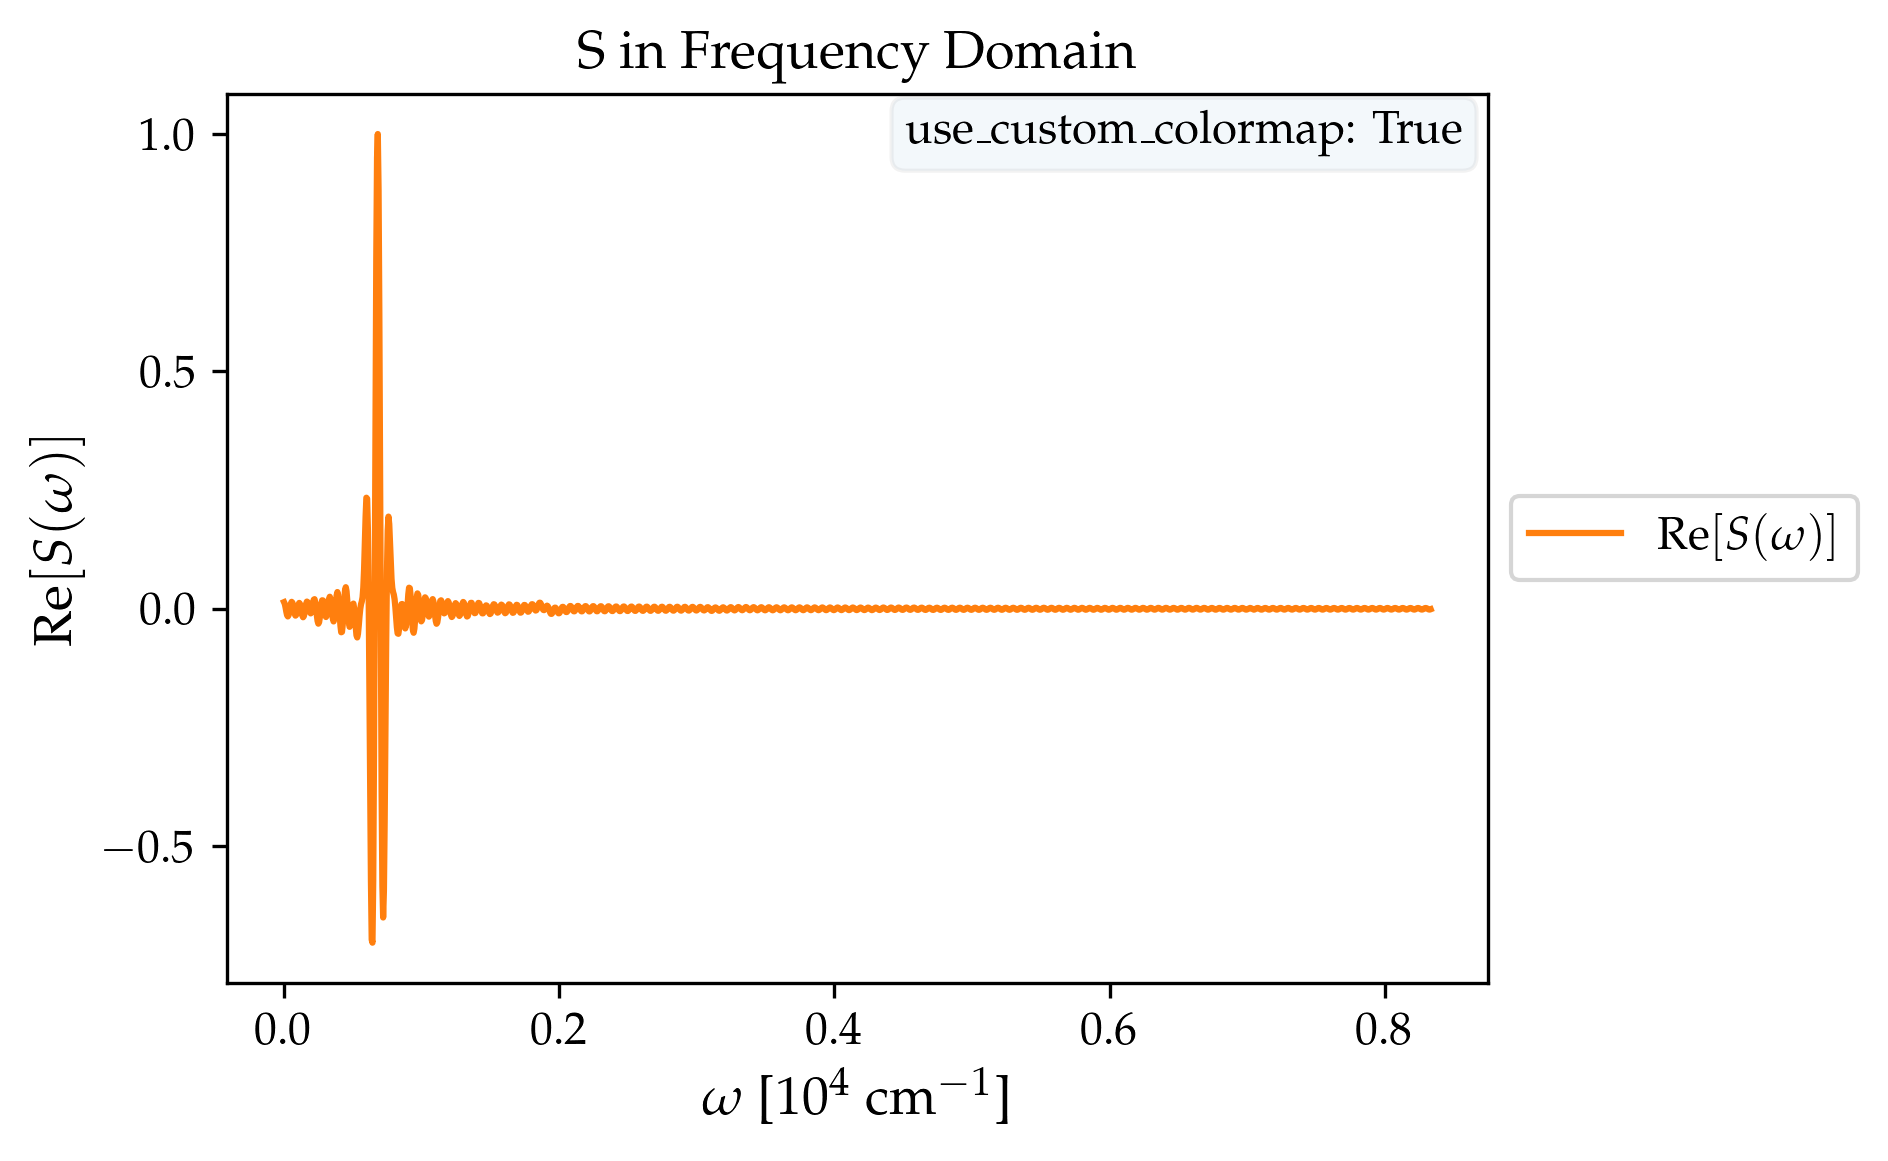 S in Frequency Domain
use_custom_colormap: True
1.0
0.5
0.0
−0.5
Re[S(ω)]
Re[S(ω)]
0.0 0.2 0.4 0.6 0.8
ω [10⁴ cm⁻¹]